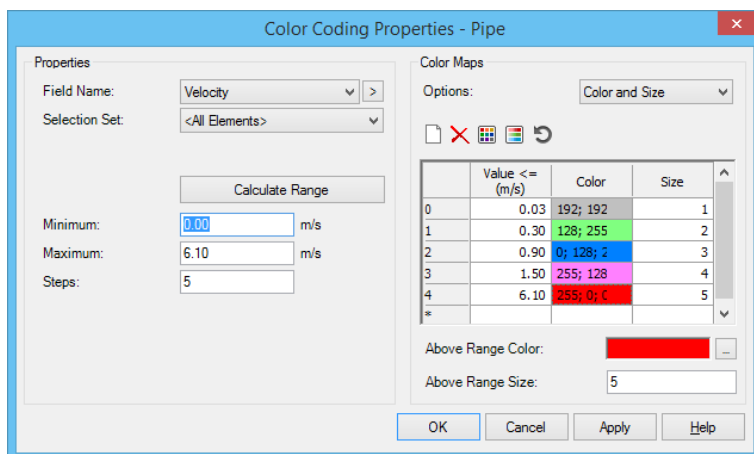 Color Coding Properties - Pipe
Properties
Field Name: Velocity >
Selection Set: <All Elements>
Calculate Range
Minimum: 0.00 m/s
Maximum: 6.10 m/s
Steps: 5
Color Maps
Options: Color and Size
Value <= (m/s) Color Size
0 0.03 192; 192 1
1 0.30 128; 255 2
2 0.90 0; 128; 2 3
3 1.50 255; 128 4
4 6.10 255; 0; 0 5
*
Above Range Color: ...
Above Range Size: 5
OK Cancel Apply Help